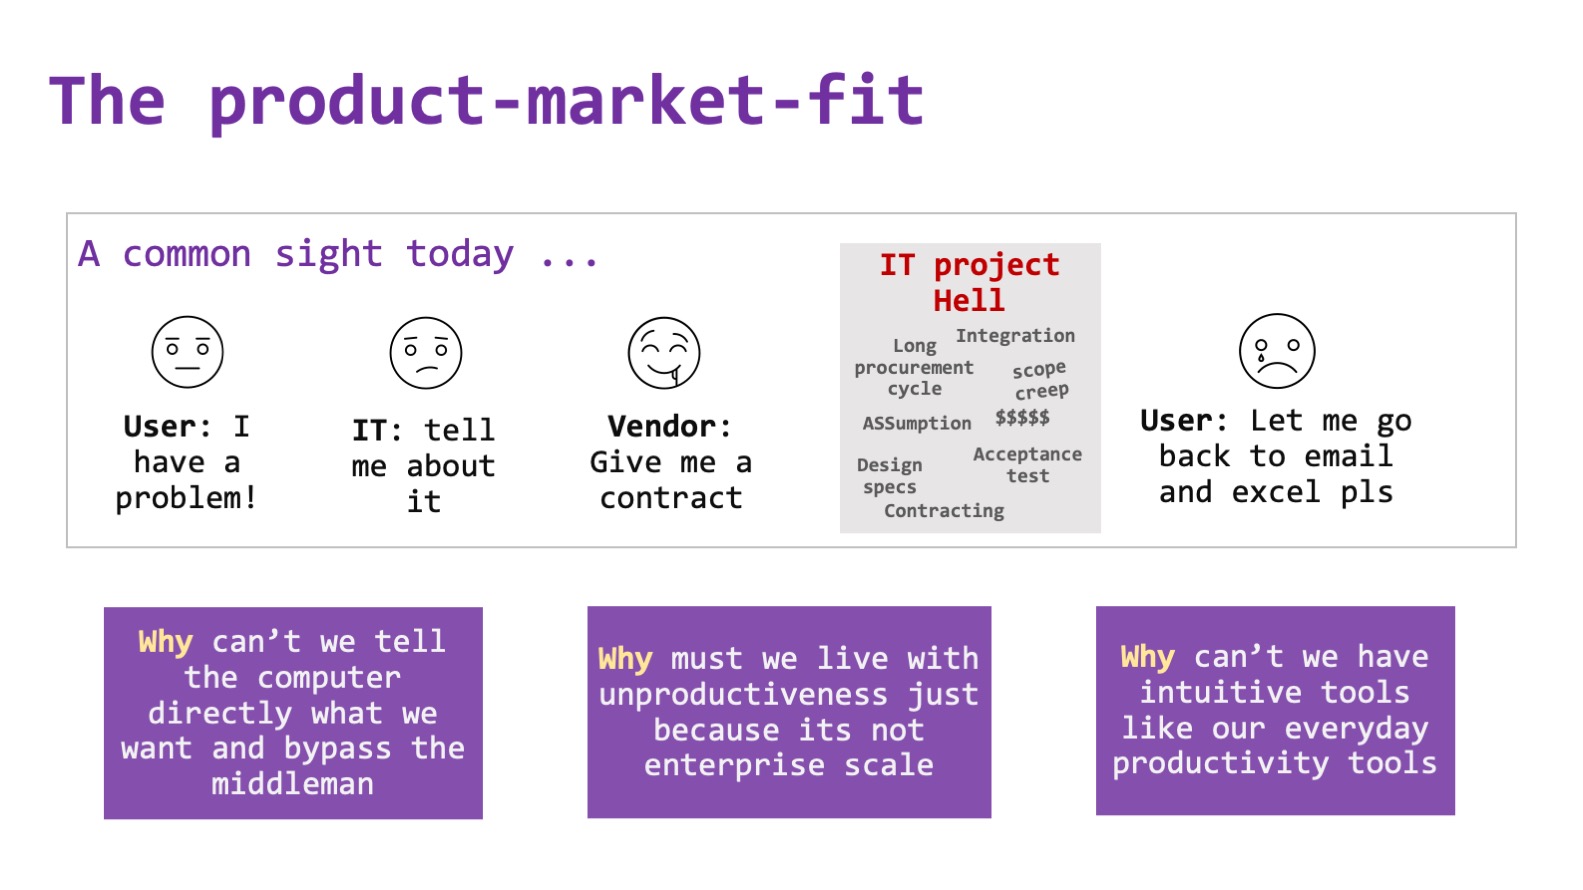 The product-market-fit
A common sight today ...
User: I
have a
problem!
IT: tell
me about
it
Vendor:
Give me a
contract
IT project
Hell
Integration
Long
procurement
cycle
scope
creep
ASSumption
$$$$$
Design
specs
Acceptance
test
Contracting
User: Let me go
back to email
and excel pls
Why can’t we tell
the computer
directly what we
want and bypass the
middleman
Why must we live with
unproductiveness just
because its not
enterprise scale
Why can’t we have
intuitive tools
like our everyday
productivity tools